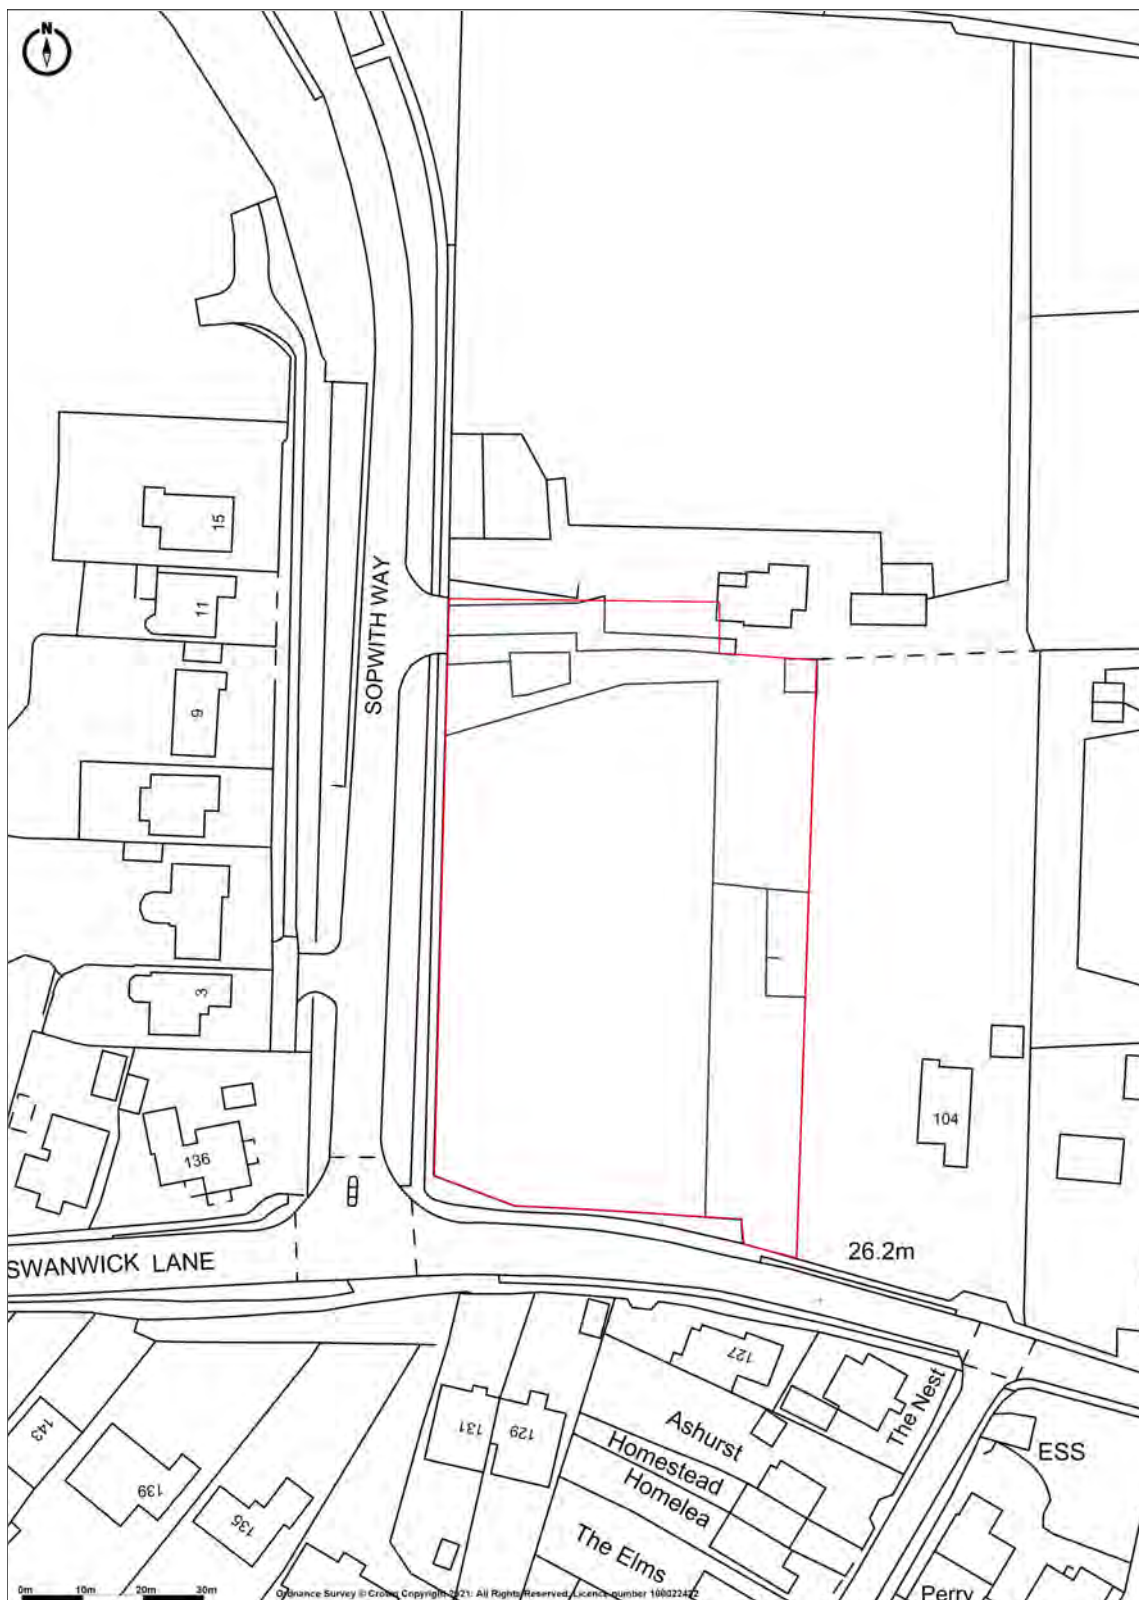 N
15
11
9
SOPWITH WAY
3
104
136
26.2m
SWANWICK LANE
127
The Nest
131
129
Ashurst
Homestead
Homelea
The Elms
143
139
135
ESS
Perry
0m 10m 20m 30m
Ordnance Survey © Crown Copyright 2021. All Rights Reserved. Licence number 100022432